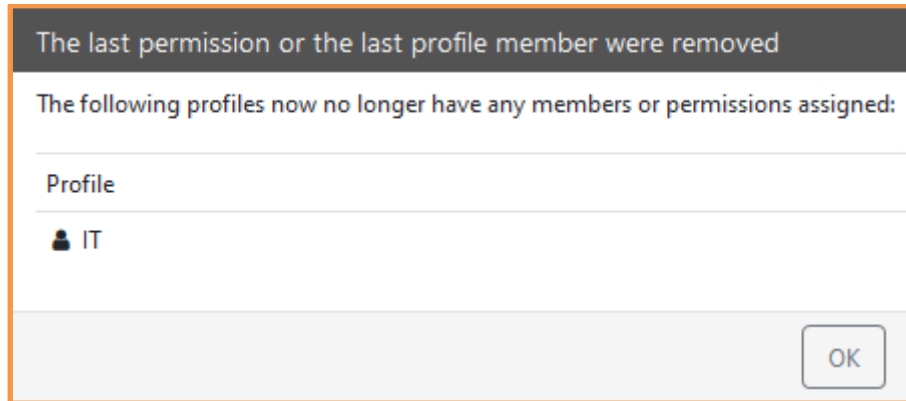 The last permission or the last profile member were removed
The following profiles now no longer have any members or permissions assigned:
Profile
IT
OK